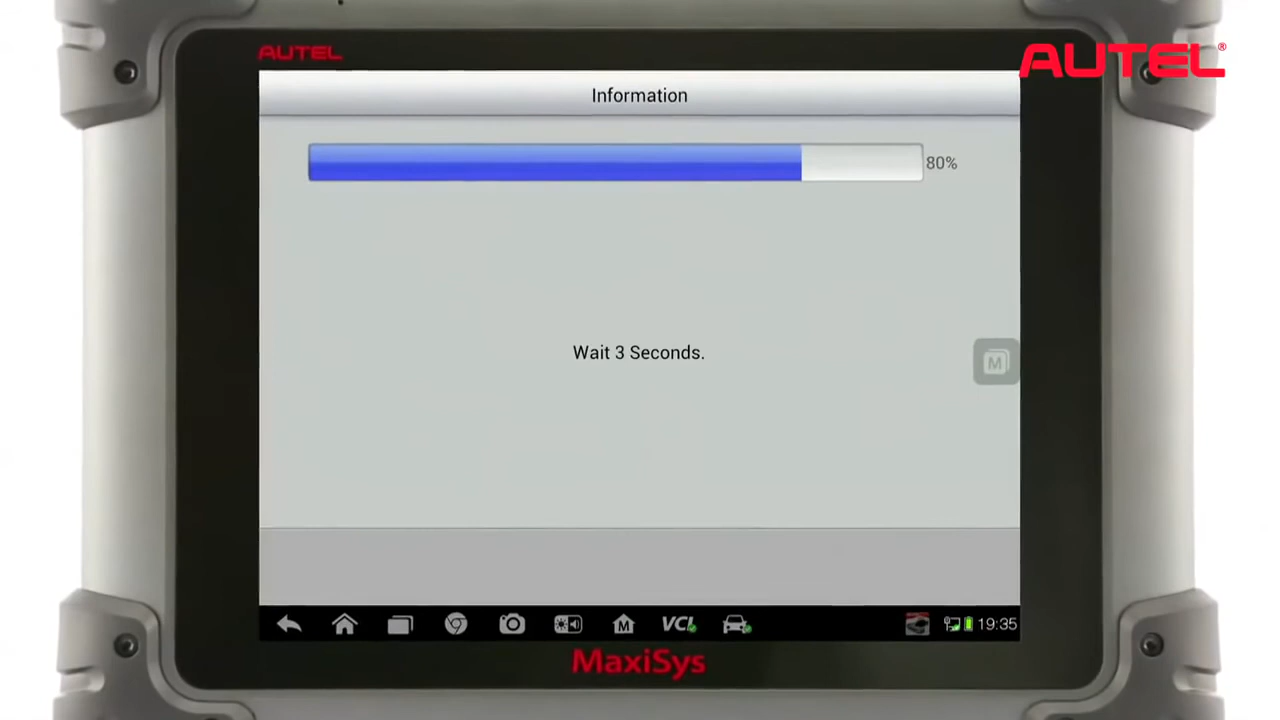 AUTEL
AUTEL®
Information
80%
Wait 3 Seconds.
M
M
VCI
19:35
MaxiSys